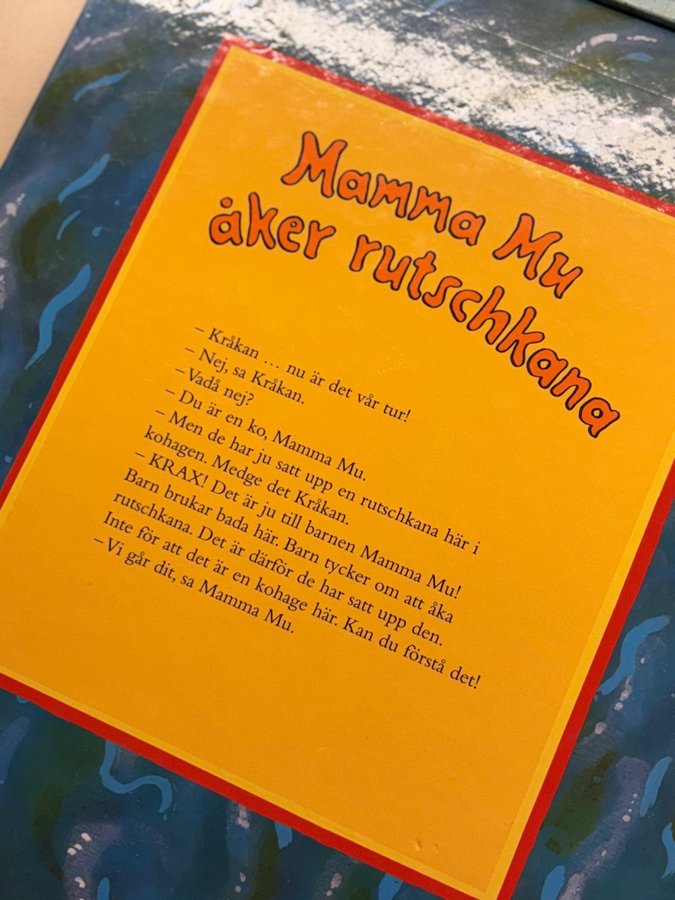 Mamma Mu
åker rutschkana
– Kråkan … nu är det vår tur!
– Nej, sa Kråkan.
– Vadå nej?
– Du är en ko, Mamma Mu.
– Men de har ju satt upp en rutschkana här i
kohagen. Medge det Kråkan.
– KRAX! Det är ju till barnen Mamma Mu!
Barn brukar bada här. Barn tycker om att åka
rutschkana. Det är därför de har satt upp den.
Inte för att det är en kohage här. Kan du förstå det!
– Vi går dit, sa Mamma Mu.